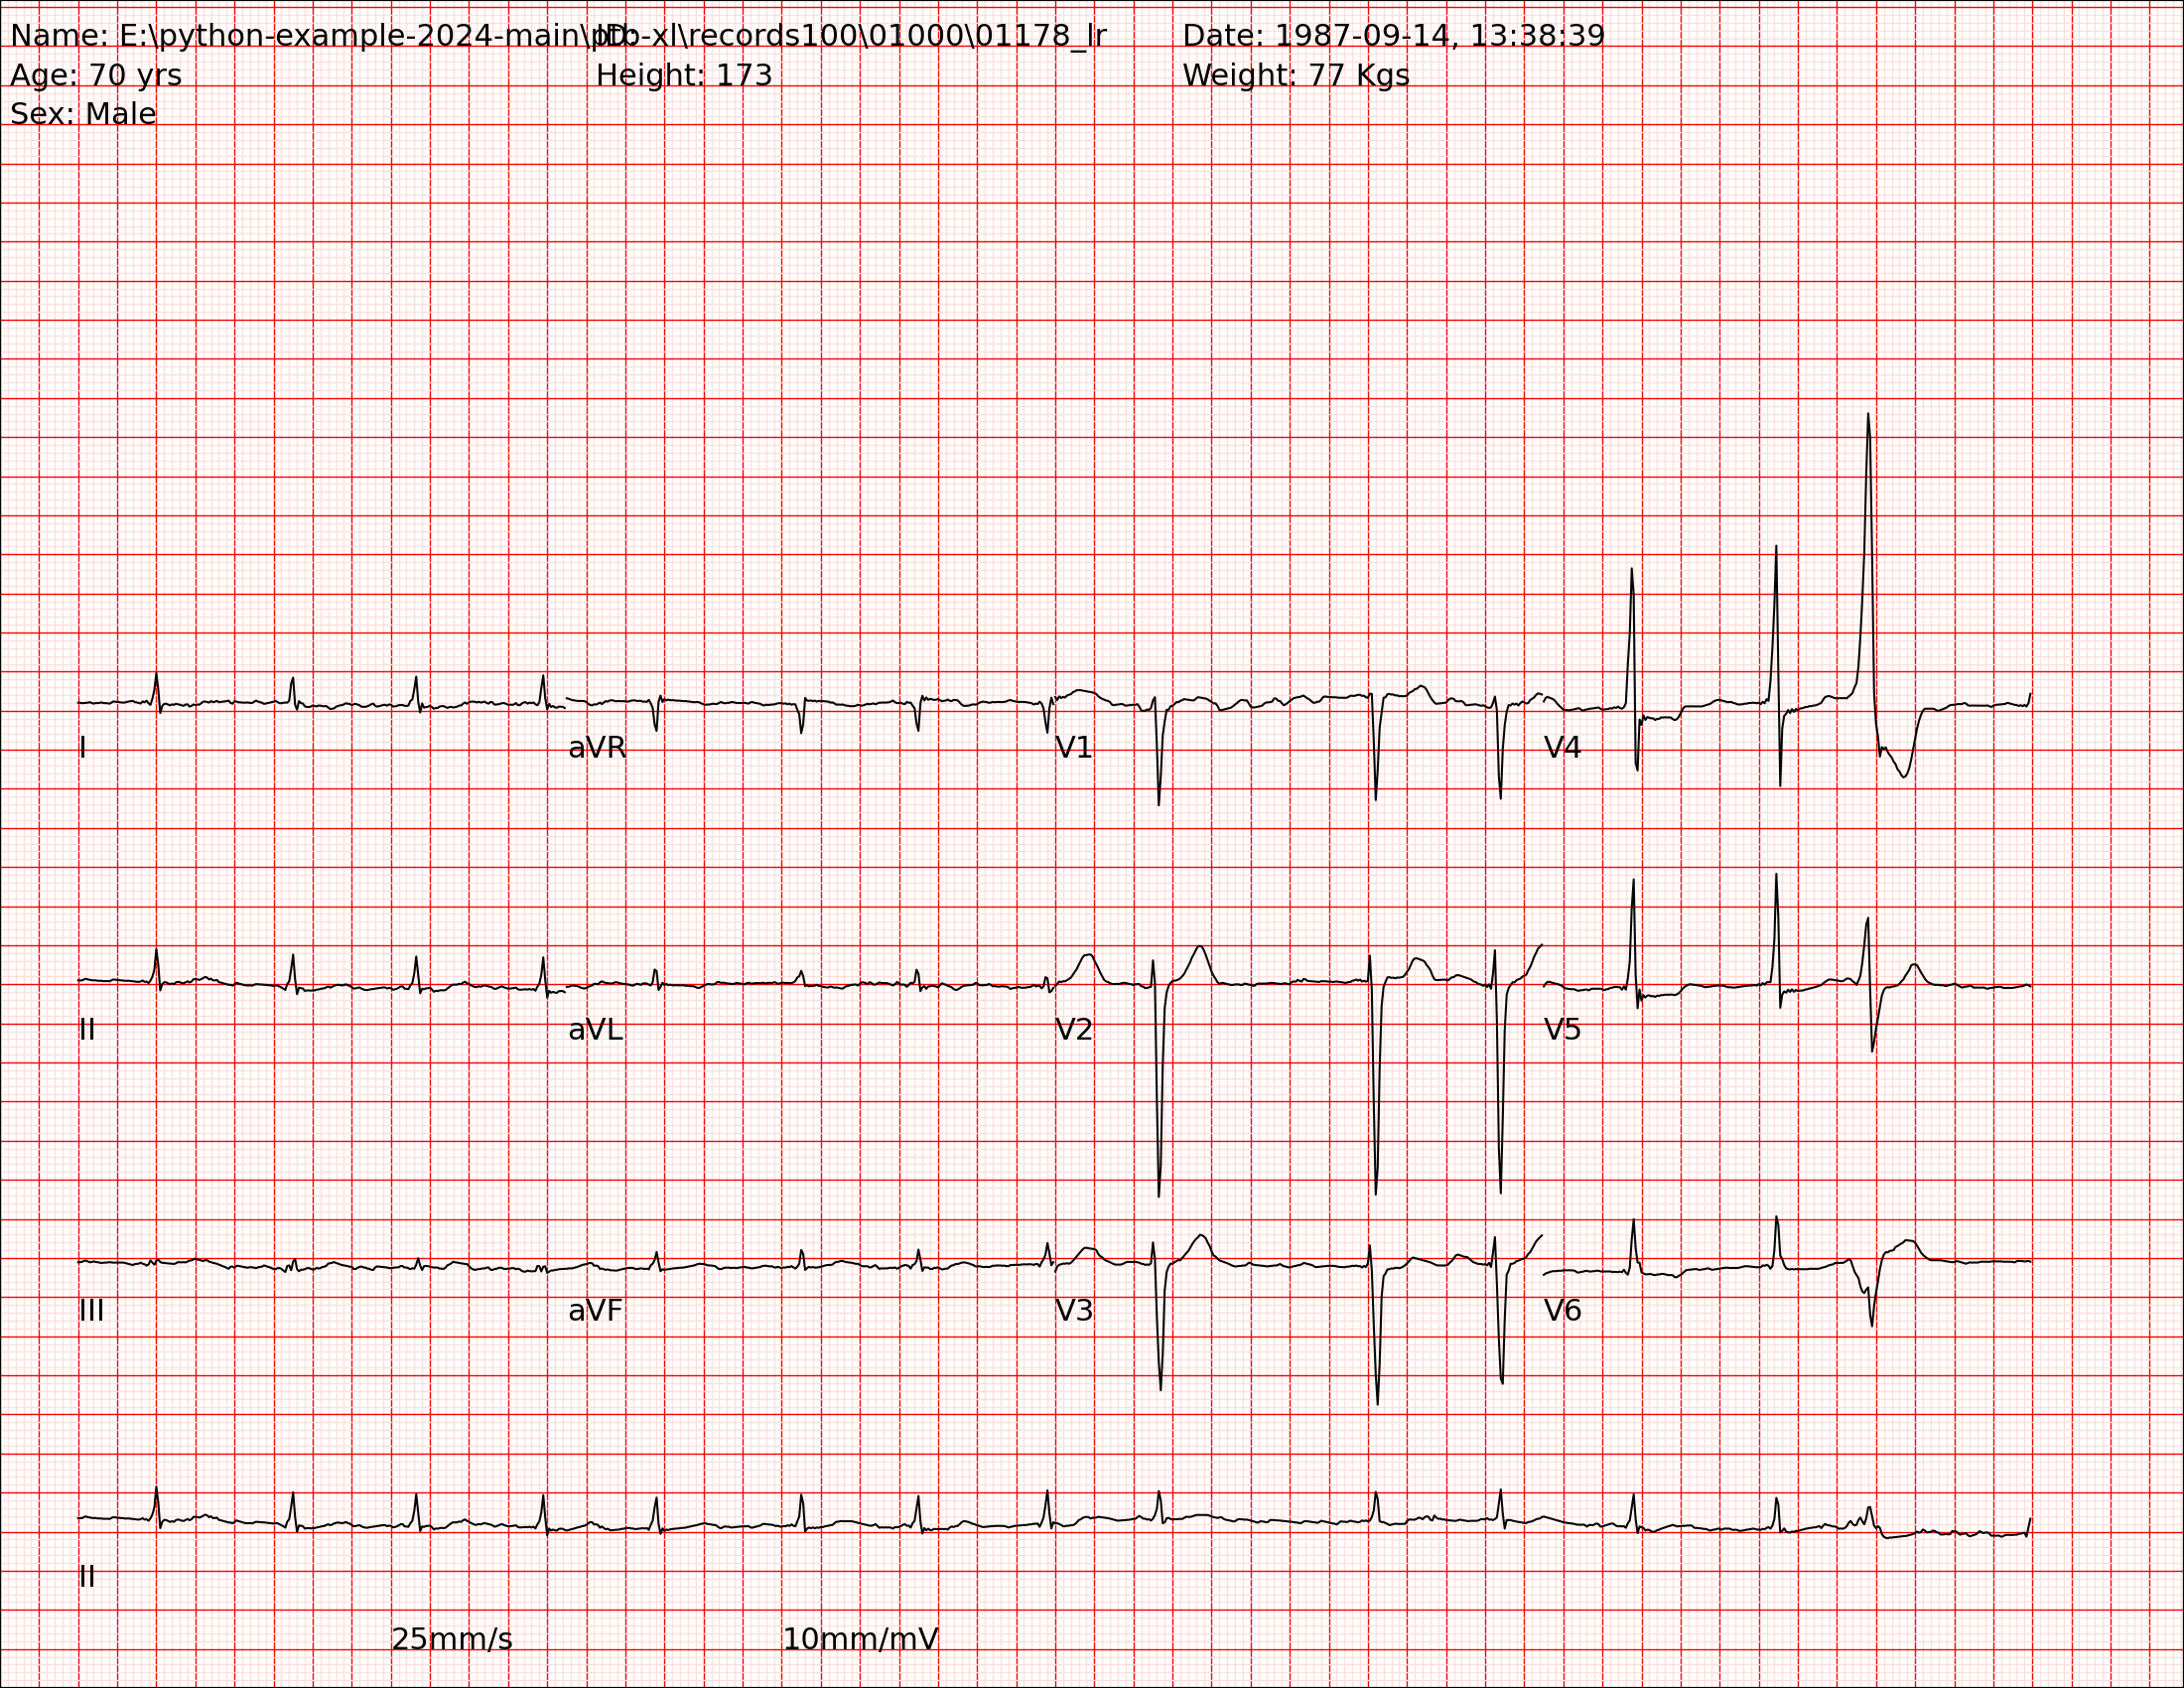 Name: E:\python-example-2024-main\ptb-xl\records100\01000\01178_lr ID: Date: 1987-09-14, 13:38:39
Age: 70 yrs Height: 173 Weight: 77 Kgs
Sex: Male
I aVR V1 V4
II aVL V2 V5
III aVF V3 V6
II
25mm/s 10mm/mV